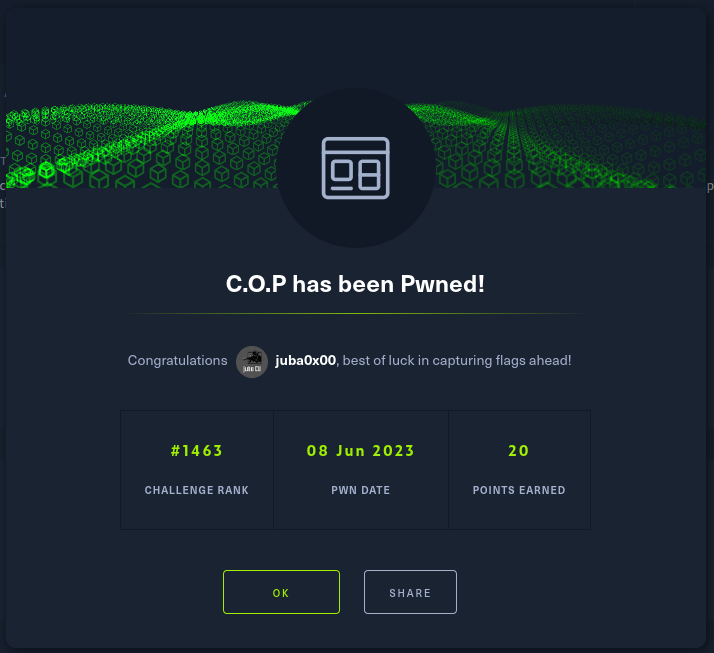 C.O.P has been Pwned!
Congratulations juba0x00, best of luck in capturing flags ahead!
#1463 08 Jun 2023 20
CHALLENGE RANK PWN DATE POINTS EARNED
OK SHARE